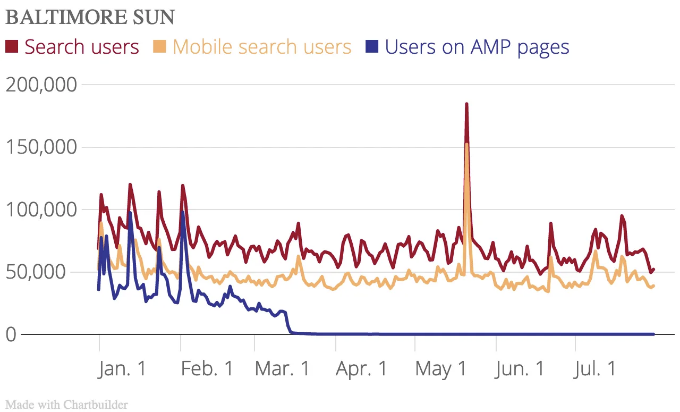 BALTIMORE SUN
Search users Mobile search users Users on AMP pages
200,000
150,000
100,000
50,000
0
Jan. 1 Feb. 1 Mar. 1 Apr. 1 May 1 Jun. 1 Jul. 1
Made with Chartbuilder